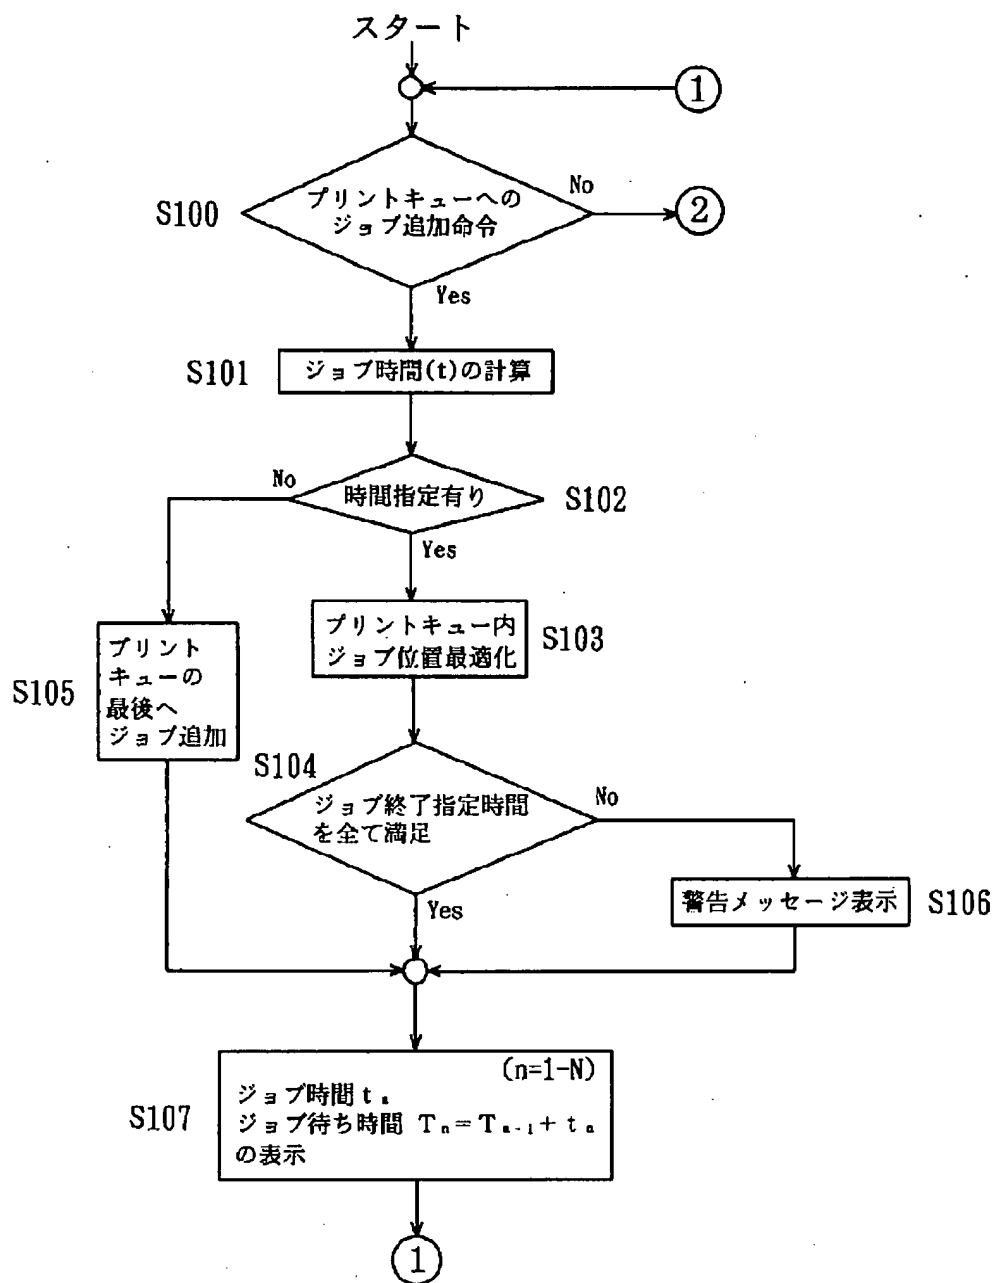 スタート
①
S100
プリントキューへの
ジョブ追加命令
No
②
Yes
S101
ジョブ時間(t)の計算
No
時間指定有り
S102
Yes
プリントキュー内
ジョブ位置最適化
S103
S105
プリント
キューの
最後へ
ジョブ追加
S104
ジョブ終了指定時間
を全て満足
No
Yes
警告メッセージ表示
S106
S107
(n=1-N)
ジョブ時間 tₙ
ジョブ待ち時間 Tₙ=Tₙ₋₁+tₙ
の表示
①